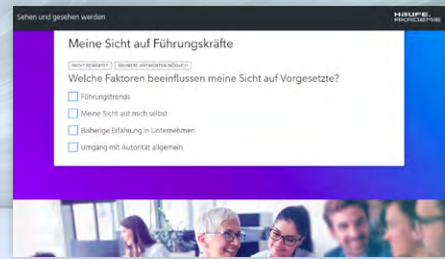 Sehen und gesehen werden
HAUFE.
AKADEMIE
Meine Sicht auf Führungskräfte
NICHT BEWERTET MEHRERE ANTWORTEN MÖGLICH
Welche Faktoren beeinflussen meine Sicht auf Vorgesetzte?
Führungstrends
Meine Sicht auf mich selbst
Bisherige Erfahrung in Unternehmen
Umgang mit Autorität allgemein